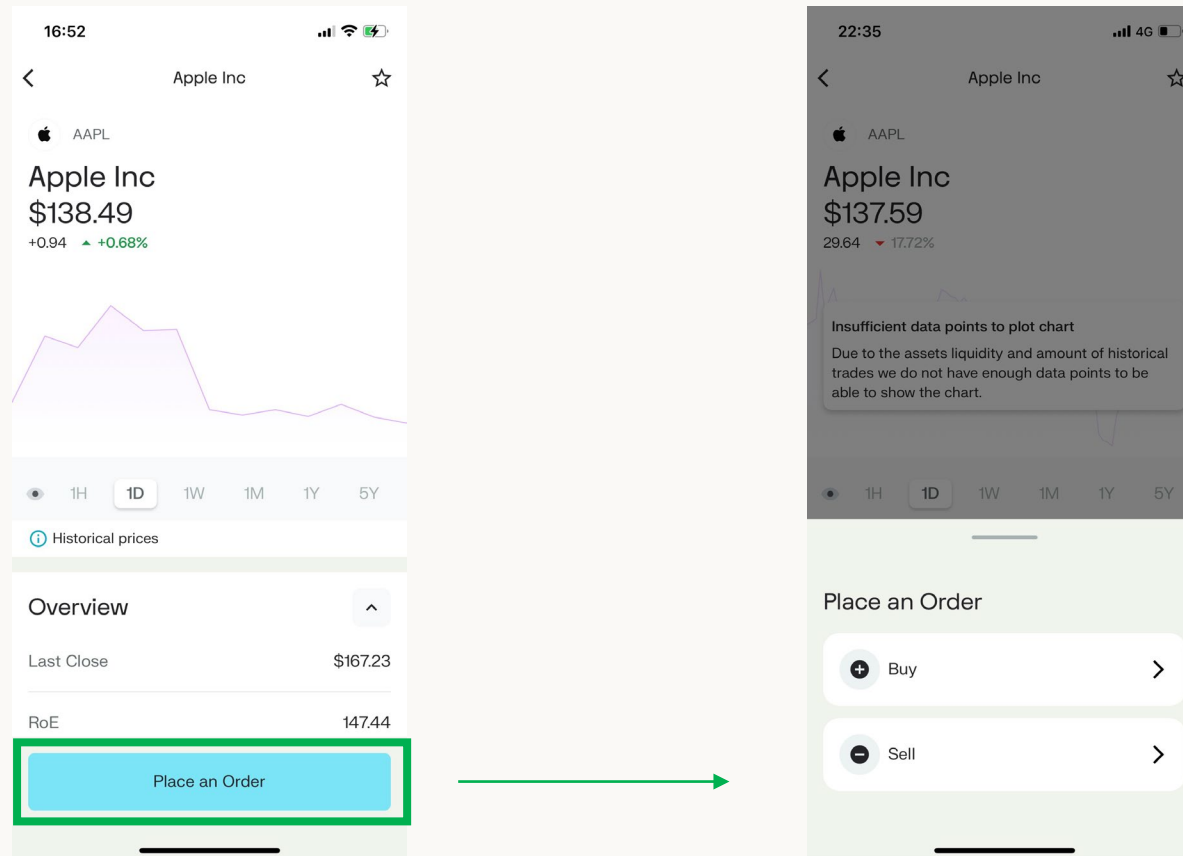 16:52
Apple Inc
AAPL
Apple Inc
$138.49
+0.94 +0.68%
1H 1D 1W 1M 1Y 5Y
Historical prices
Overview
Last Close $167.23
RoE 147.44
Place an Order
22:35 4G
Apple Inc
AAPL
Apple Inc
$137.59
29.64 17.72%
Insufficient data points to plot chart
Due to the assets liquidity and amount of historical
trades we do not have enough data points to be
able to show the chart.
1H 1D 1W 1M 1Y 5Y
Place an Order
Buy
Sell